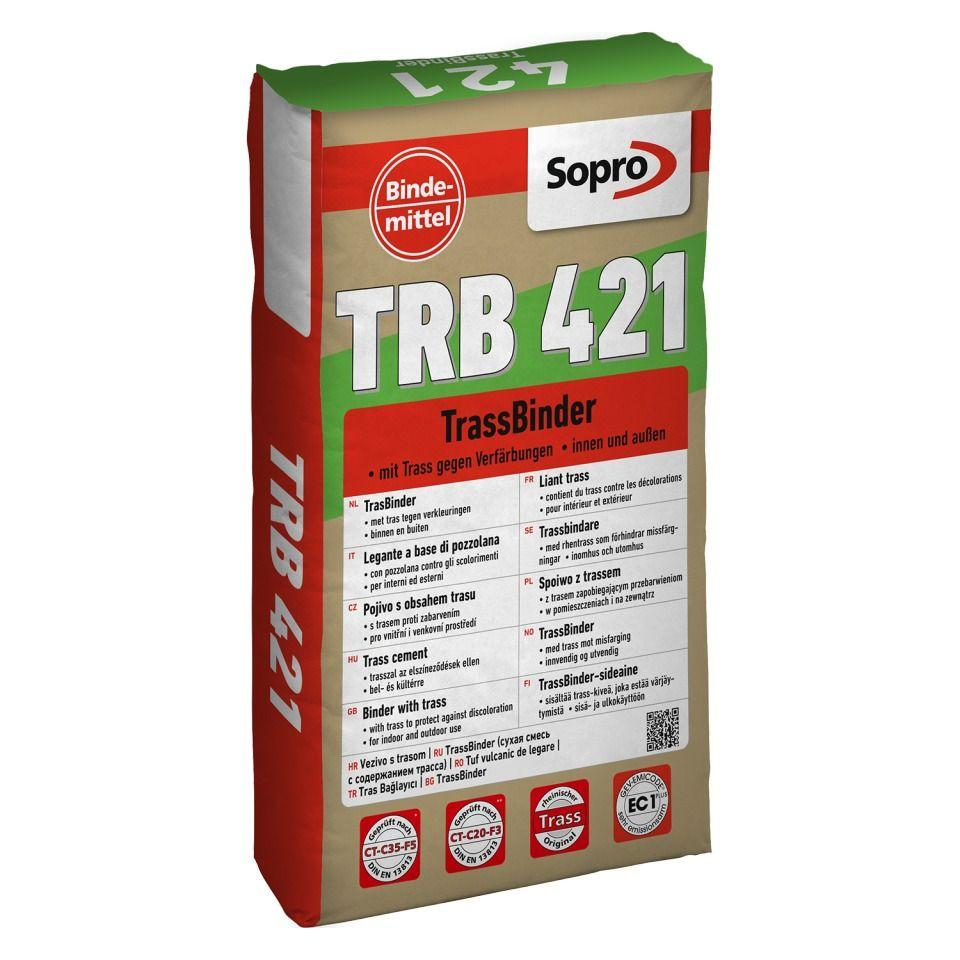 TrassBinder
421
Binde-
mittel
Sopro
TRB 421
TRB 421
TrassBinder
• mit Trass gegen Verfärbungen • innen und außen
NL TrasBinder
• met tras tegen verkleuringen
• binnen en buiten
IT Legante a base di pozzolana
• con pozzolana contro gli scolorimenti
• per interni ed esterni
CZ Pojivo s obsahem trasu
• s trasem proti zabarvením
• pro vnitřní i venkovní prostředí
HU Trass cement
• trasszal az elszíneződések ellen
• bel- és kültérre
GB Binder with trass
• with trass to protect against discoloration
• for indoor and outdoor use
FR Liant trass
• contient du trass contre les décolorations
• pour intérieur et extérieur
SE Trassbindare
• med rhentrass som förhindrar missfärg-
ningar • inomhus och utomhus
PL Spoiwo z trassem
• z trasem zapobiegającym przebarwieniom
• w pomieszczeniach i na zewnątrz
NO TrassBinder
• med trass mot misfarging
• innvendig og utvendig
FI TrassBinder-sideaine
• sisältää trass-kiveä, joka estää värjäy-
tymistä • sisä- ja ulkokäyttöön
HR Vezivo s trasom | RU TrassBinder (сухая смесь
с содержанием трасса) | RO Tuf vulcanic de legare |
TR Tras Bağlayıcı | BG TrassBinder
Geprüft nach
CT-C35-F5
DIN EN 13813
Geprüft nach
CT-C20-F3
DIN EN 13813
rheinischer
Trass
Original
GEV-EMICODE
EC1 PLUS
sehr emissionsarm